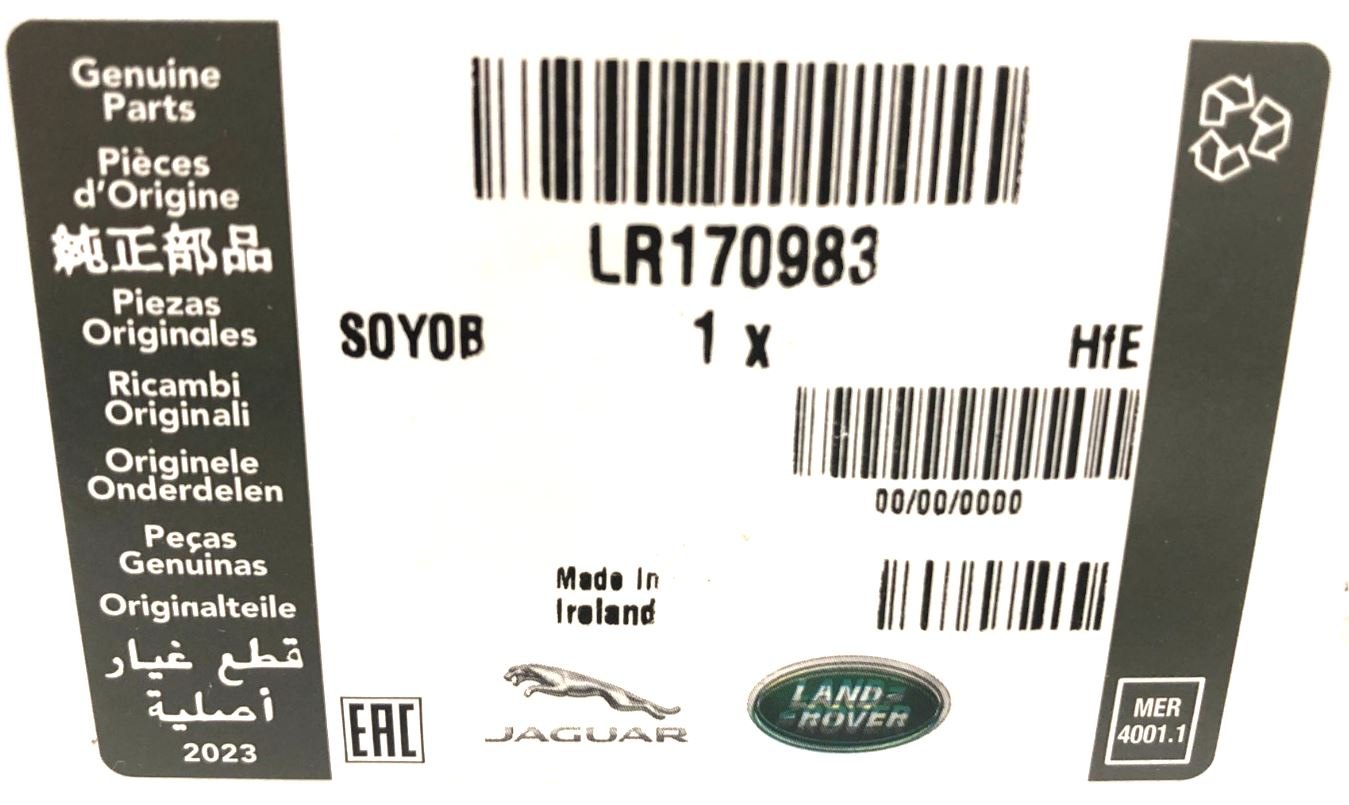 Genuine
Parts
Pièces
d'Origine
純正部品
Piezas
Originales
Ricambi
Originali
Originele
Onderdelen
Peças
Genuinas
Originalteile
قطع غيار
أصلية
2023
LR170983
SOYOB
1 x
HfE
00/00/0000
Made In
Ireland
EAC
JAGUAR
LAND-
-ROVER
MER
4001.1